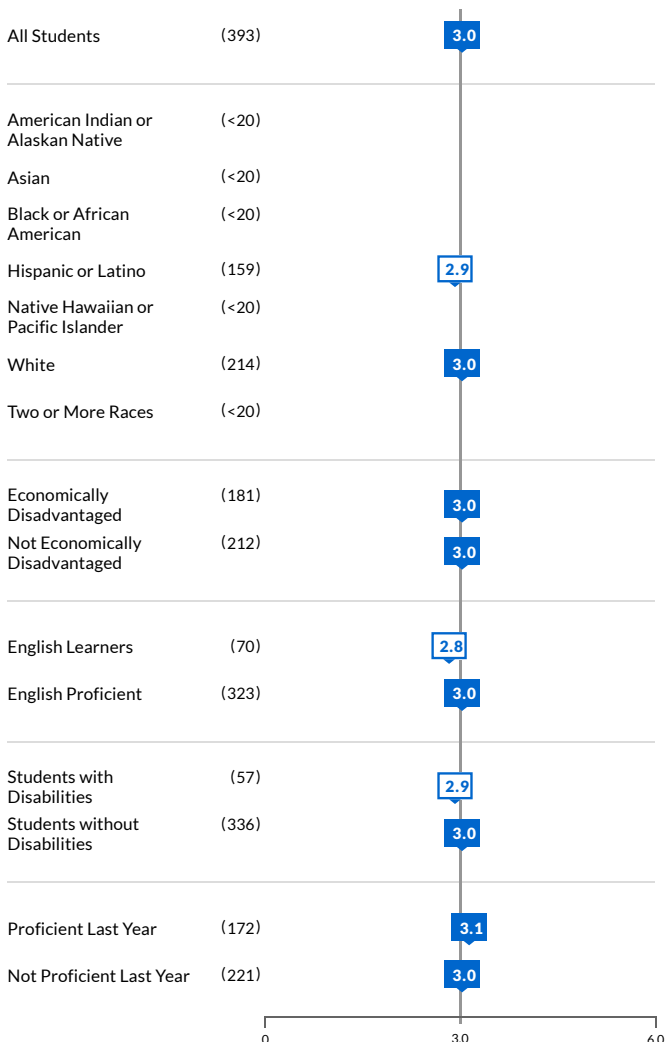 All Students (393) 3.0
American Indian or (<20)
Alaskan Native
Asian (<20)
Black or African (<20)
American
Hispanic or Latino (159) 2.9
Native Hawaiian or (<20)
Pacific Islander
White (214) 3.0
Two or More Races (<20)
Economically (181) 3.0
Disadvantaged
Not Economically (212) 3.0
Disadvantaged
English Learners (70) 2.8
English Proficient (323) 3.0
Students with (57) 2.9
Disabilities
Students without (336) 3.0
Disabilities
Proficient Last Year (172) 3.1
Not Proficient Last Year (221) 3.0
0 3.0 6.0